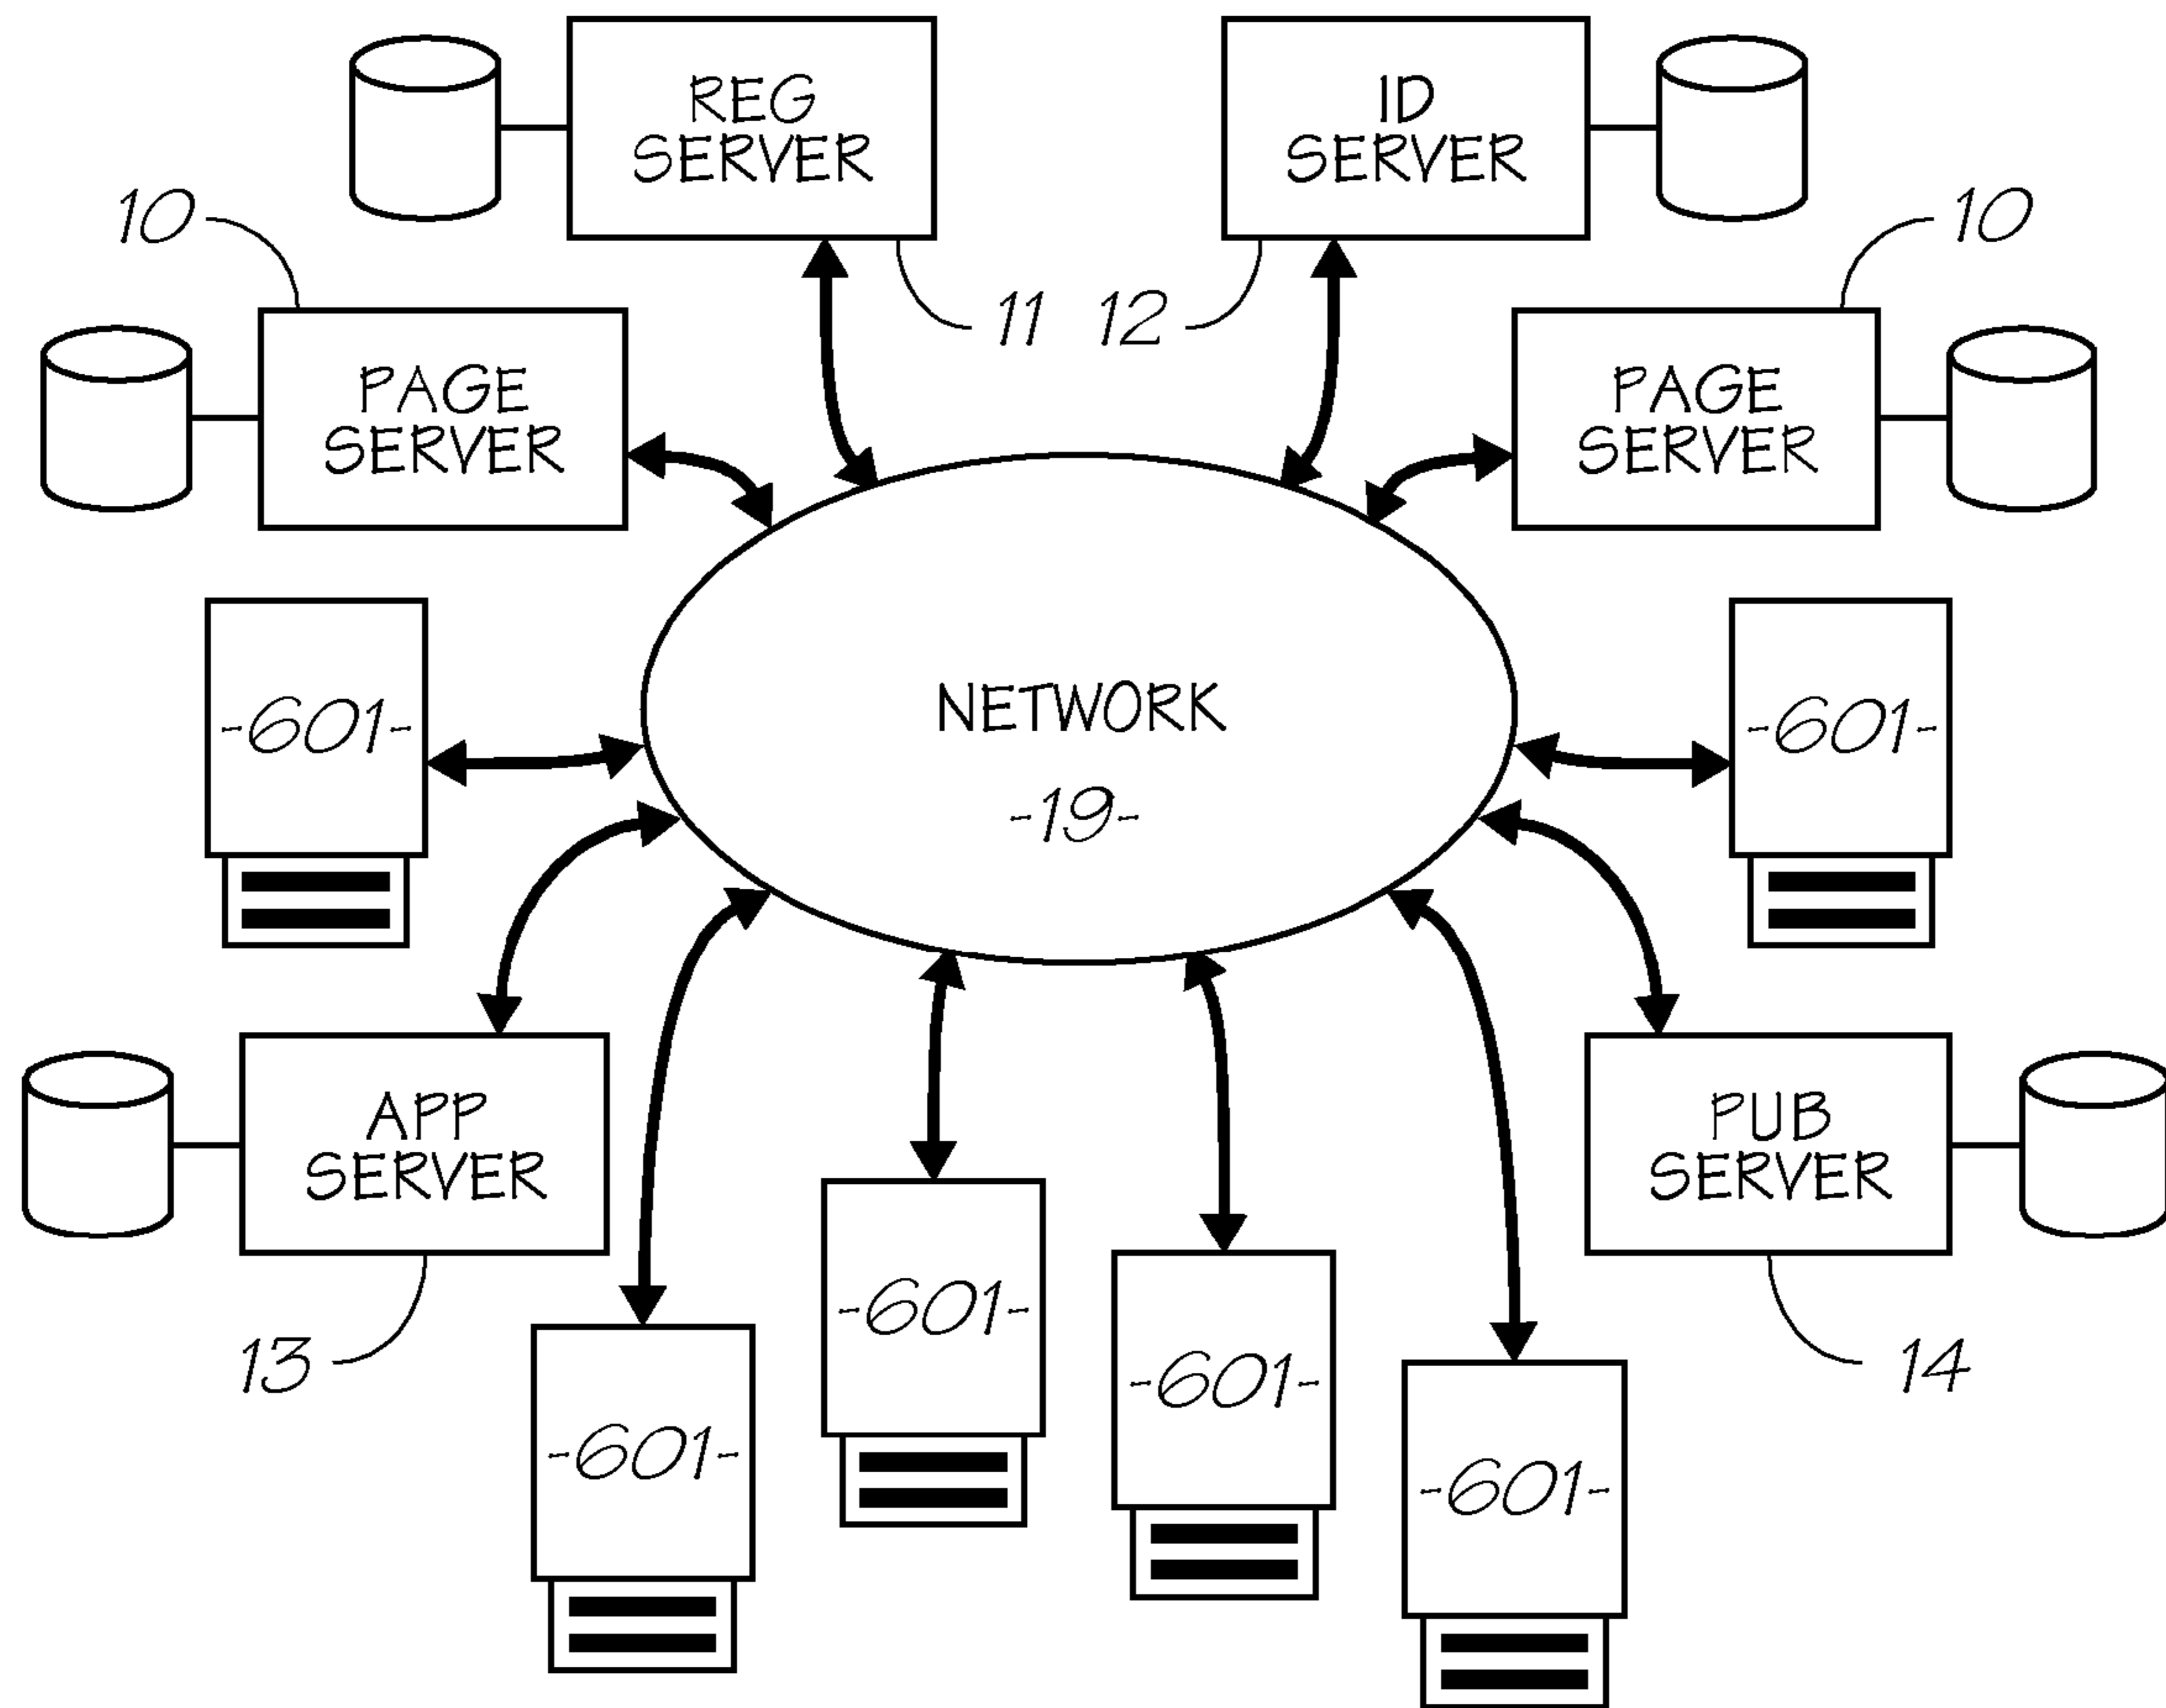 REG
SERVER
ID
SERVER
10
10
11
12
PAGE
SERVER
PAGE
SERVER
-601-
NETWORK
-19-
-601-
APP
SERVER
PUB
SERVER
-601-
-601-
13
14
-601-
-601-